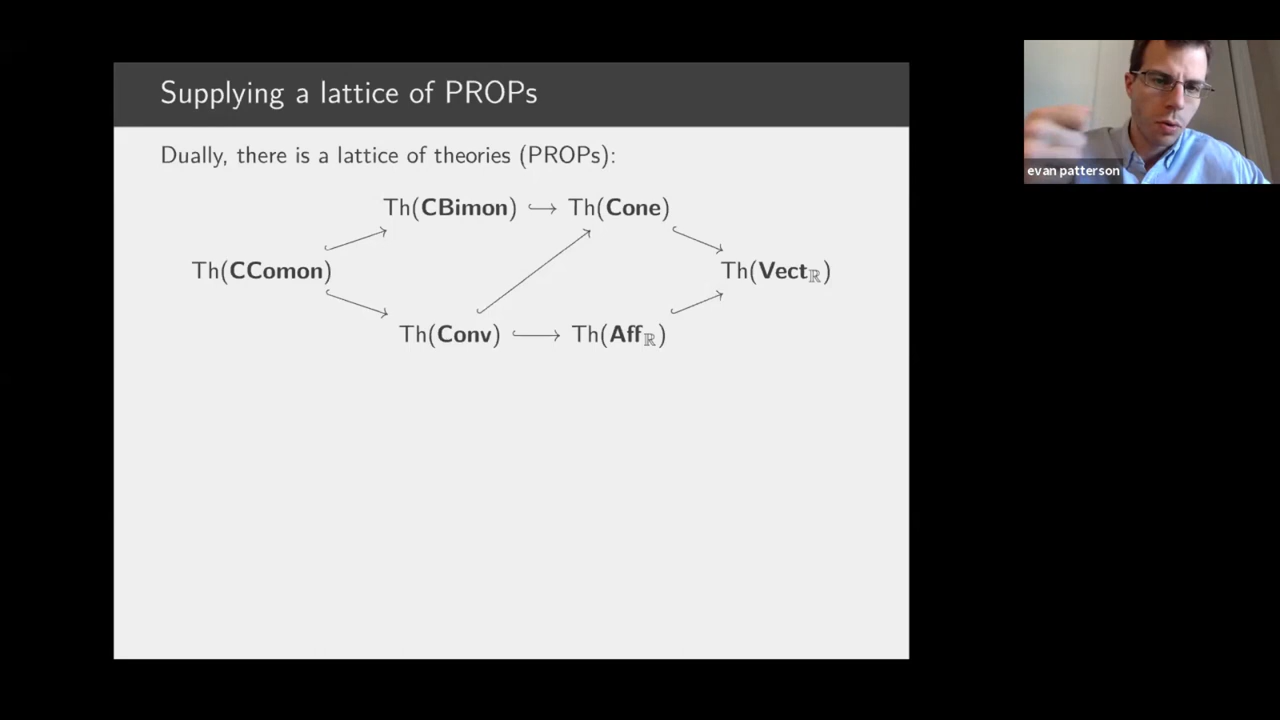 Supplying a lattice of PROPs
evan patterson
Dually, there is a lattice of theories (PROPs):
Th(CBimon) ↪ Th(Cone)
Th(CComon) Th(Vectℝ)
Th(Conv) ↪ Th(Affℝ)